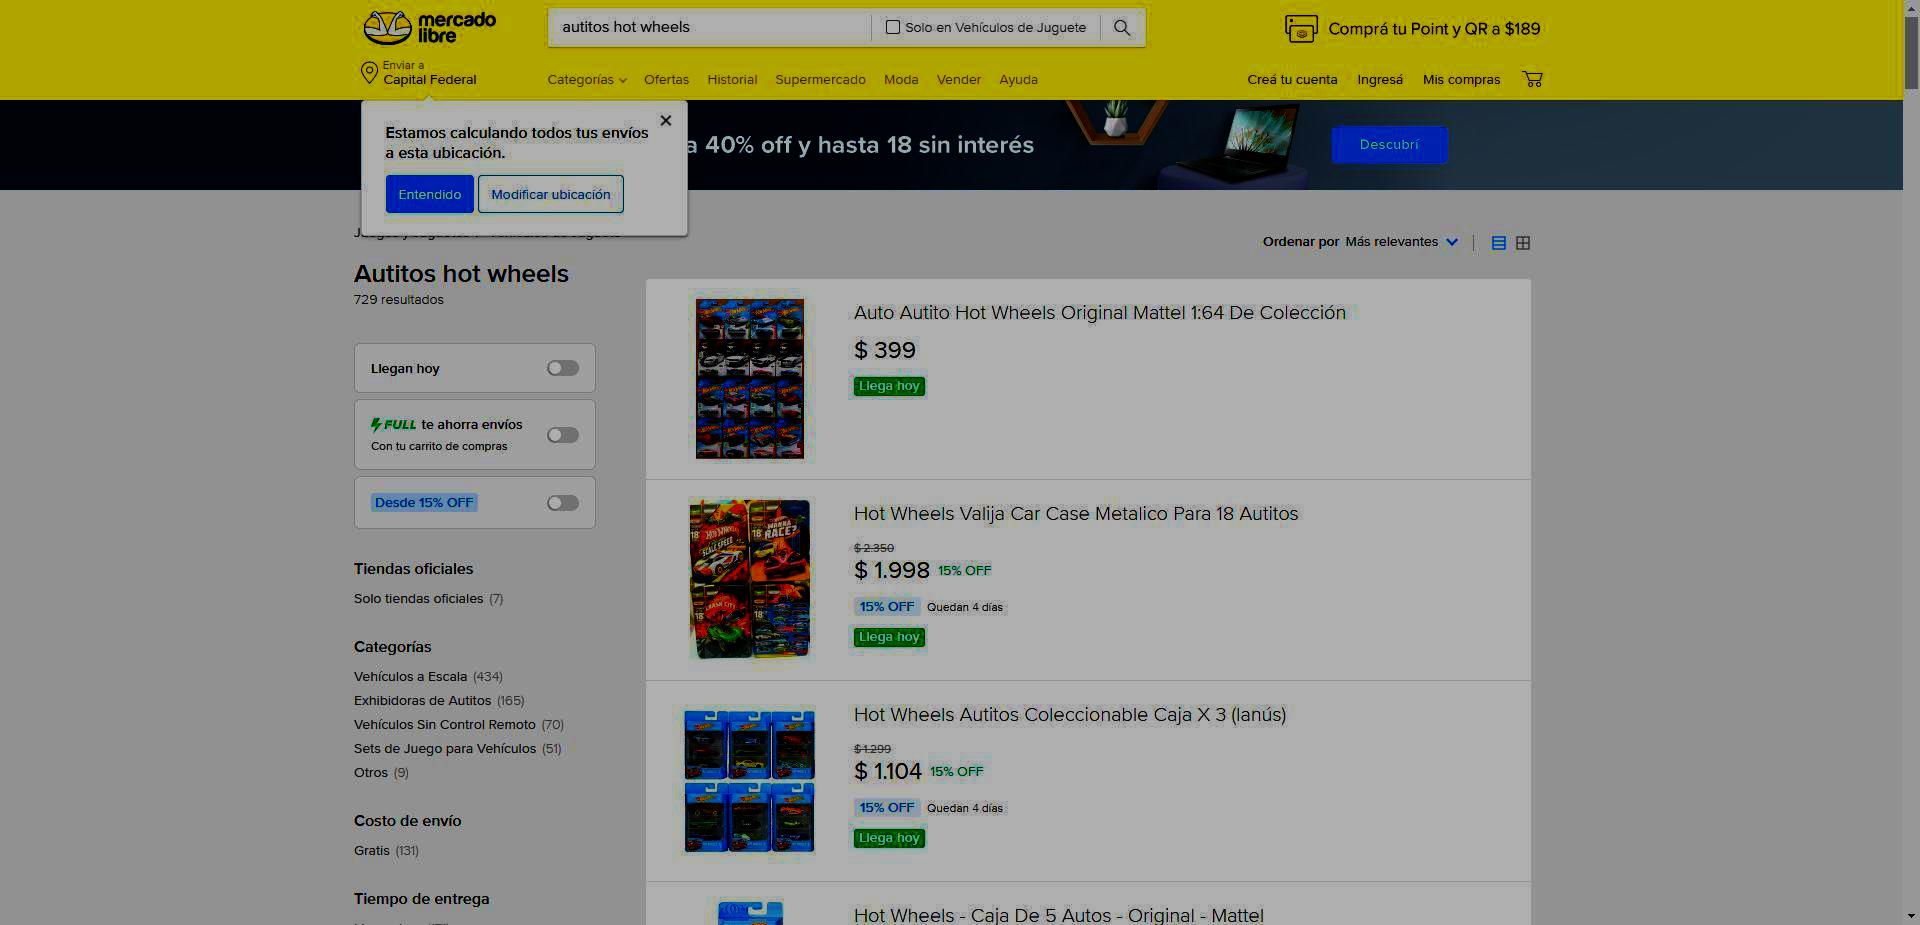 mercado libre
autitos hot wheels
Solo en Vehículos de Juguete
Comprá tu Point y QR a $189
Enviar a
Capital Federal
Categorías
Ofertas
Historial
Supermercado
Moda
Vender
Ayuda
Creá tu cuenta
Ingresá
Mis compras
Estamos calculando todos tus envíos
a esta ubicación.
Entendido
Modificar ubicación
a 40% off y hasta 18 sin interés
Descubrí
Ordenar por Más relevantes
Autitos hot wheels
729 resultados
Llegan hoy
FULL te ahorra envíos
Con tu carrito de compras
Desde 15% OFF
Tiendas oficiales
Solo tiendas oficiales (7)
Categorías
Vehículos a Escala (434)
Exhibidoras de Autitos (165)
Vehículos Sin Control Remoto (70)
Sets de Juego para Vehículos (51)
Otros (9)
Costo de envío
Gratis (131)
Tiempo de entrega
Auto Autito Hot Wheels Original Mattel 1:64 De Colección
$ 399
Llega hoy
Hot Wheels Valija Car Case Metalico Para 18 Autitos
$ 2.350
$ 1.998 15% OFF
15% OFF Quedan 4 días
Llega hoy
Hot Wheels Autitos Coleccionable Caja X 3 (lanús)
$ 1.299
$ 1.104 15% OFF
15% OFF Quedan 4 días
Llega hoy
Hot Wheels - Caja De 5 Autos - Original - Mattel